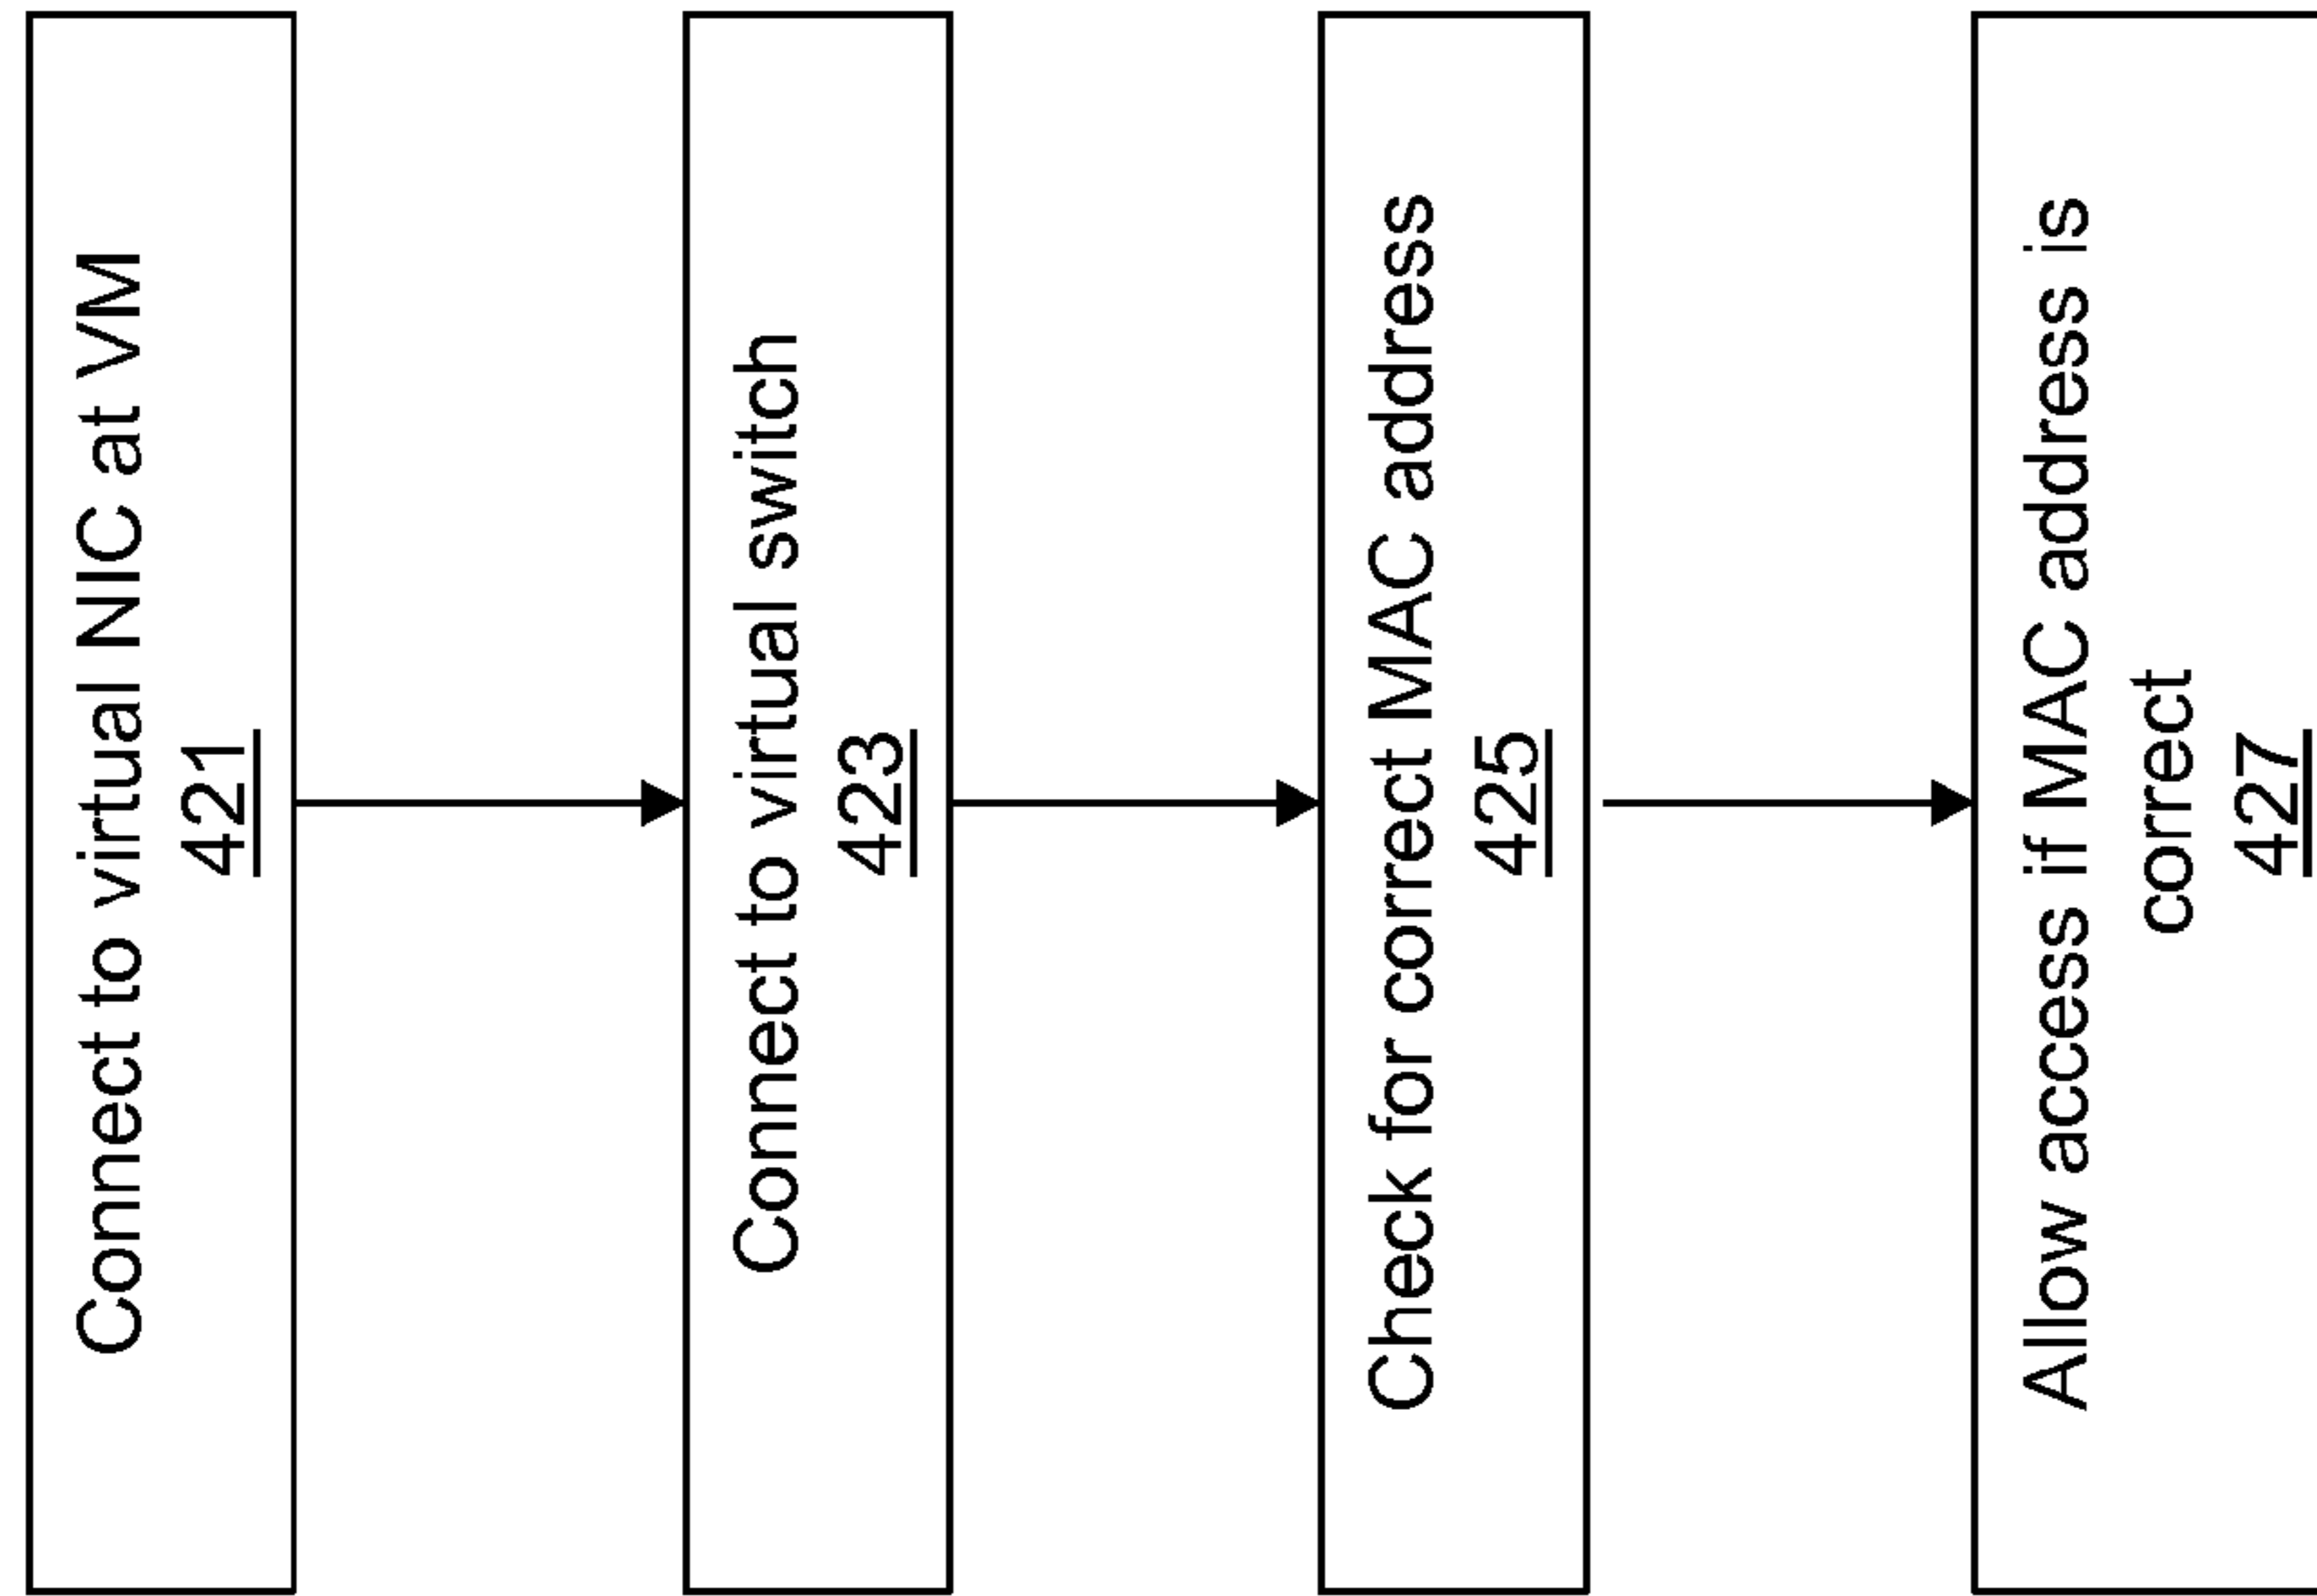 Connect to virtual NIC at VM
421
Connect to virtual switch
423
Check for correct MAC address
425
Allow access if MAC address is
correct
427